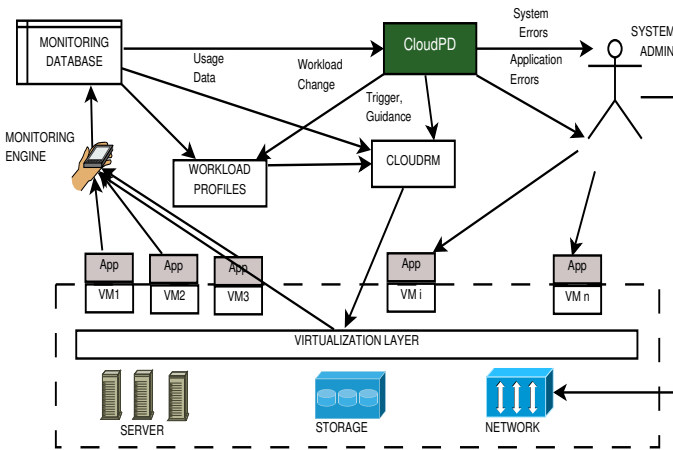 MONITORING
DATABASE
CloudPD
System
Errors
SYSTEM
ADMIN
Usage
Data
Workload
Change
Application
Errors
Trigger,
Guidance
MONITORING
ENGINE
WORKLOAD
PROFILES
CLOUDRM
App
App
App
App
App
VM1
VM2
VM3
VM i
VM n
VIRTUALIZATION LAYER
SERVER
STORAGE
NETWORK